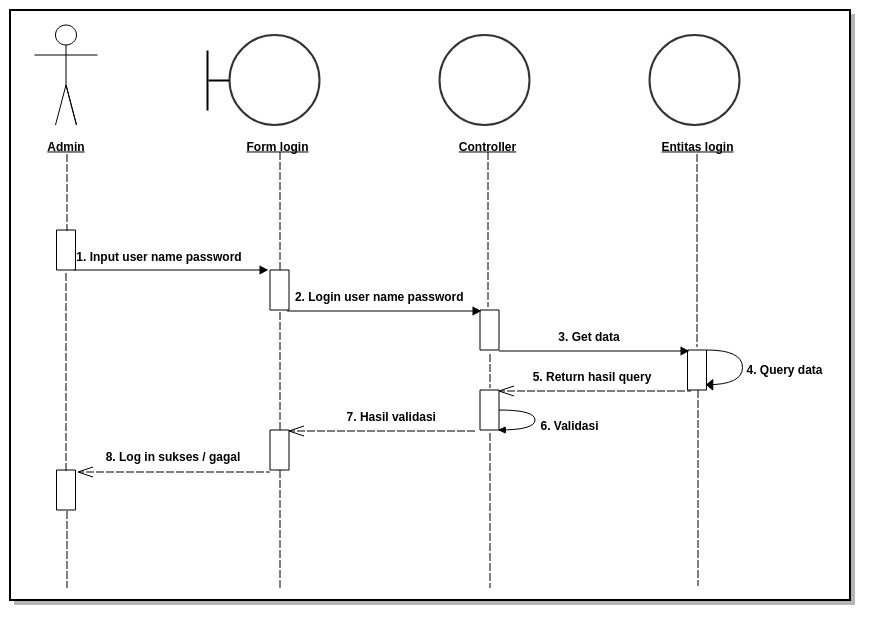 Admin
Form login
Controller
Entitas login
1. Input user name password
2. Login user name password
3. Get data
4. Query data
5. Return hasil query
6. Validasi
7. Hasil validasi
8. Log in sukses / gagal